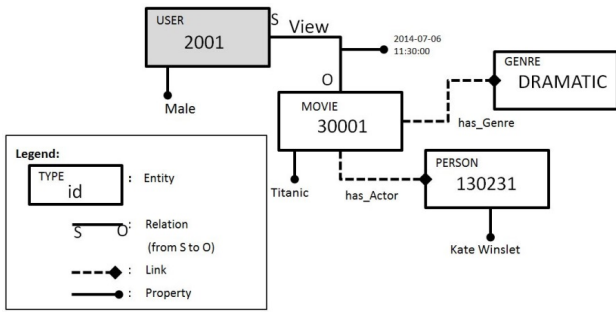 USER
2001
S
View
O
2014-07-06
11:30:00
Male
GENRE
DRAMATIC
MOVIE
30001
has_Genre
Titanic
has_Actor
PERSON
130231
Kate Winslet
Legend:
TYPE
id
: Entity
S O : Relation
(from S to O)
: Link
: Property